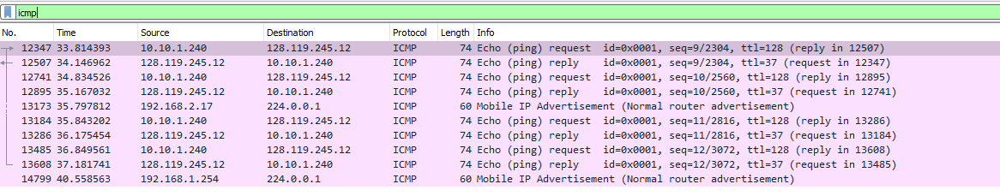 icmp
No. Time Source Destination Protocol Length Info
12347 33.814393 10.10.1.240 128.119.245.12 ICMP 74 Echo (ping) request id=0x0001, seq=9/2304, ttl=128 (reply in 12507)
12507 34.146962 128.119.245.12 10.10.1.240 ICMP 74 Echo (ping) reply id=0x0001, seq=9/2304, ttl=37 (request in 12347)
12741 34.834526 10.10.1.240 128.119.245.12 ICMP 74 Echo (ping) request id=0x0001, seq=10/2560, ttl=128 (reply in 12895)
12895 35.167032 128.119.245.12 10.10.1.240 ICMP 74 Echo (ping) reply id=0x0001, seq=10/2560, ttl=37 (request in 12741)
13173 35.797812 192.168.2.17 224.0.0.1 ICMP 60 Mobile IP Advertisement (Normal router advertisement)
13184 35.843202 10.10.1.240 128.119.245.12 ICMP 74 Echo (ping) request id=0x0001, seq=11/2816, ttl=128 (reply in 13286)
13286 36.175454 128.119.245.12 10.10.1.240 ICMP 74 Echo (ping) reply id=0x0001, seq=11/2816, ttl=37 (request in 13184)
13485 36.849561 10.10.1.240 128.119.245.12 ICMP 74 Echo (ping) request id=0x0001, seq=12/3072, ttl=128 (reply in 13608)
13608 37.181741 128.119.245.12 10.10.1.240 ICMP 74 Echo (ping) reply id=0x0001, seq=12/3072, ttl=37 (request in 13485)
14799 40.558563 192.168.1.254 224.0.0.1 ICMP 60 Mobile IP Advertisement (Normal router advertisement)